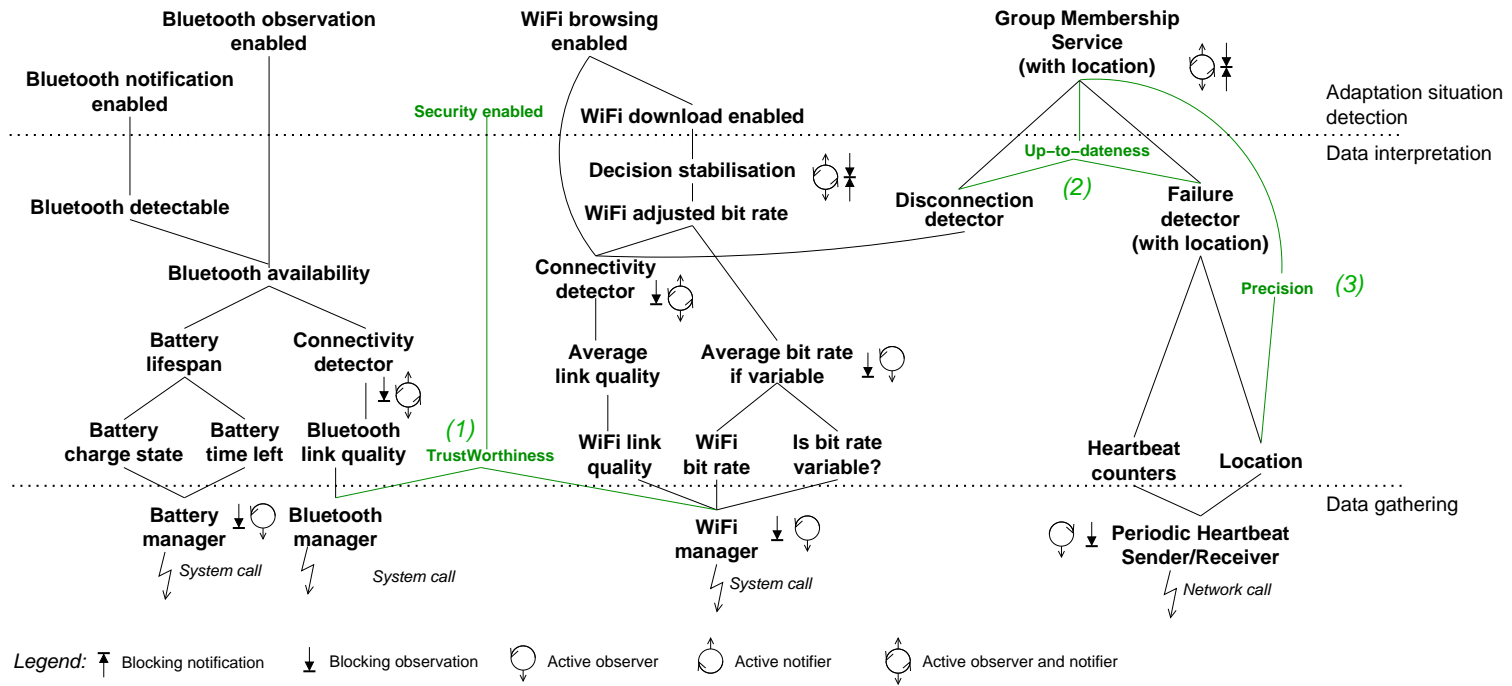 Bluetooth observation
enabled
WiFi browsing
enabled
Group Membership
Service
(with location)
Bluetooth notification
enabled
Security enabled
WiFi download enabled
Adaptation situation
detection
Up−to−dateness
Data interpretation
Decision stabilisation
(2)
Bluetooth detectable
WiFi adjusted bit rate
Disconnection
detector
Failure
detector
(with location)
Bluetooth availability
Connectivity
detector
Precision
(3)
Battery
lifespan
Connectivity
detector
Average
link quality
Average bit rate
if variable
Battery
charge state
Battery
time left
Bluetooth
link quality
(1)
TrustWorthiness
WiFi link
quality
WiFi
bit rate
Is bit rate
variable?
Heartbeat
counters
Location
Data gathering
Battery
manager
Bluetooth
manager
WiFi
manager
Periodic Heartbeat
Sender/Receiver
System call
System call
System call
Network call
Legend:
Blocking notification
Blocking observation
Active observer
Active notifier
Active observer and notifier